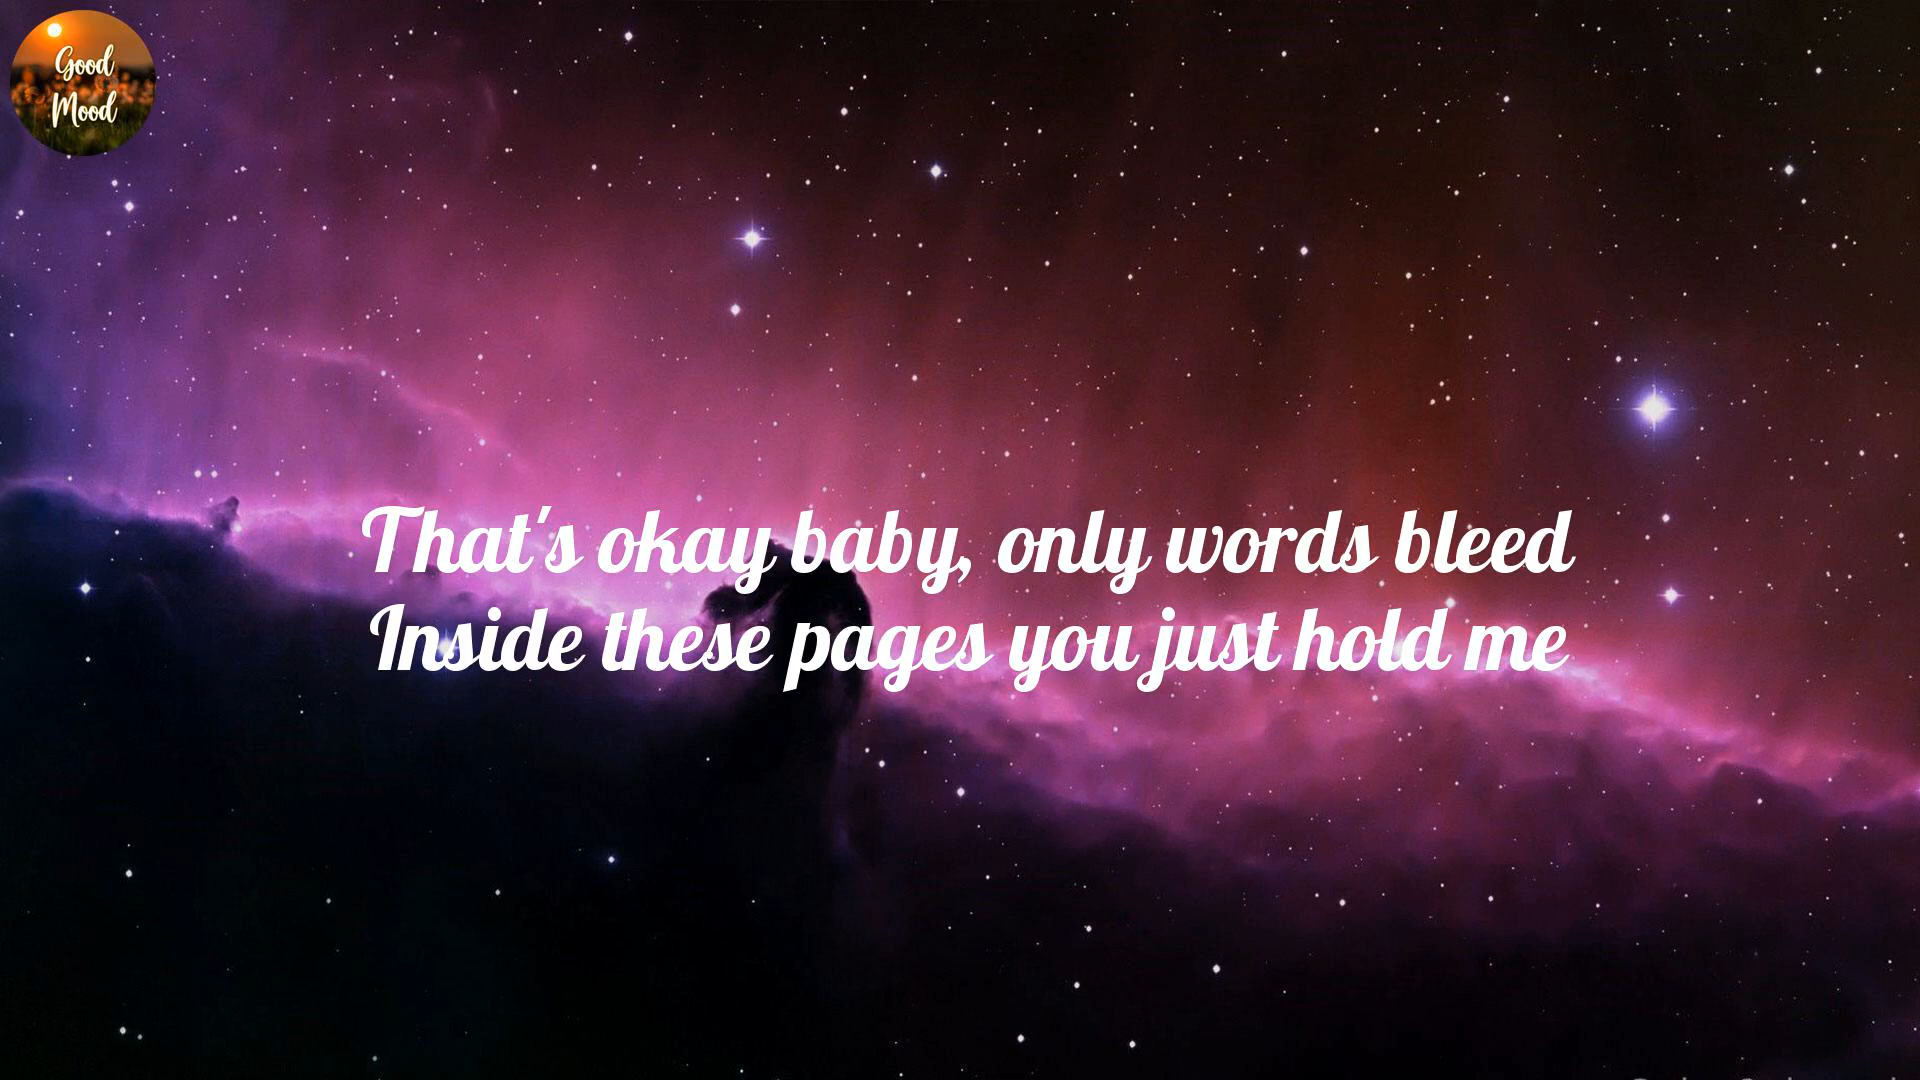 Good
Mood
That's okay baby, only words bleed
Inside these pages you just hold me